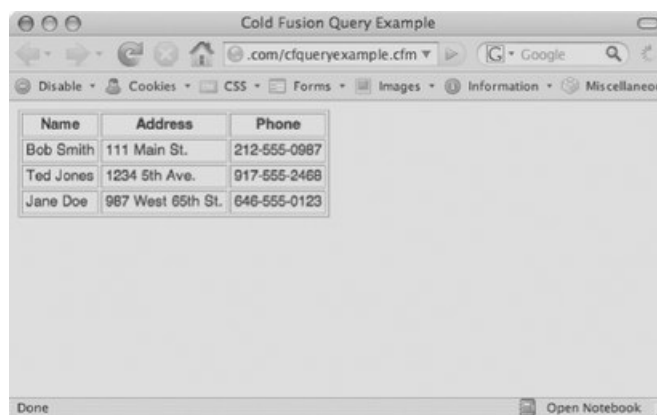 Cold Fusion Query Example
.com/cfqueryexample.cfm G Google
Disable Cookies CSS Forms Images Information Miscellaneo
Name Address Phone
Bob Smith 111 Main St. 212-555-0987
Ted Jones 1234 5th Ave. 917-555-2468
Jane Doe 987 West 65th St. 646-555-0123
Done Open Notebook